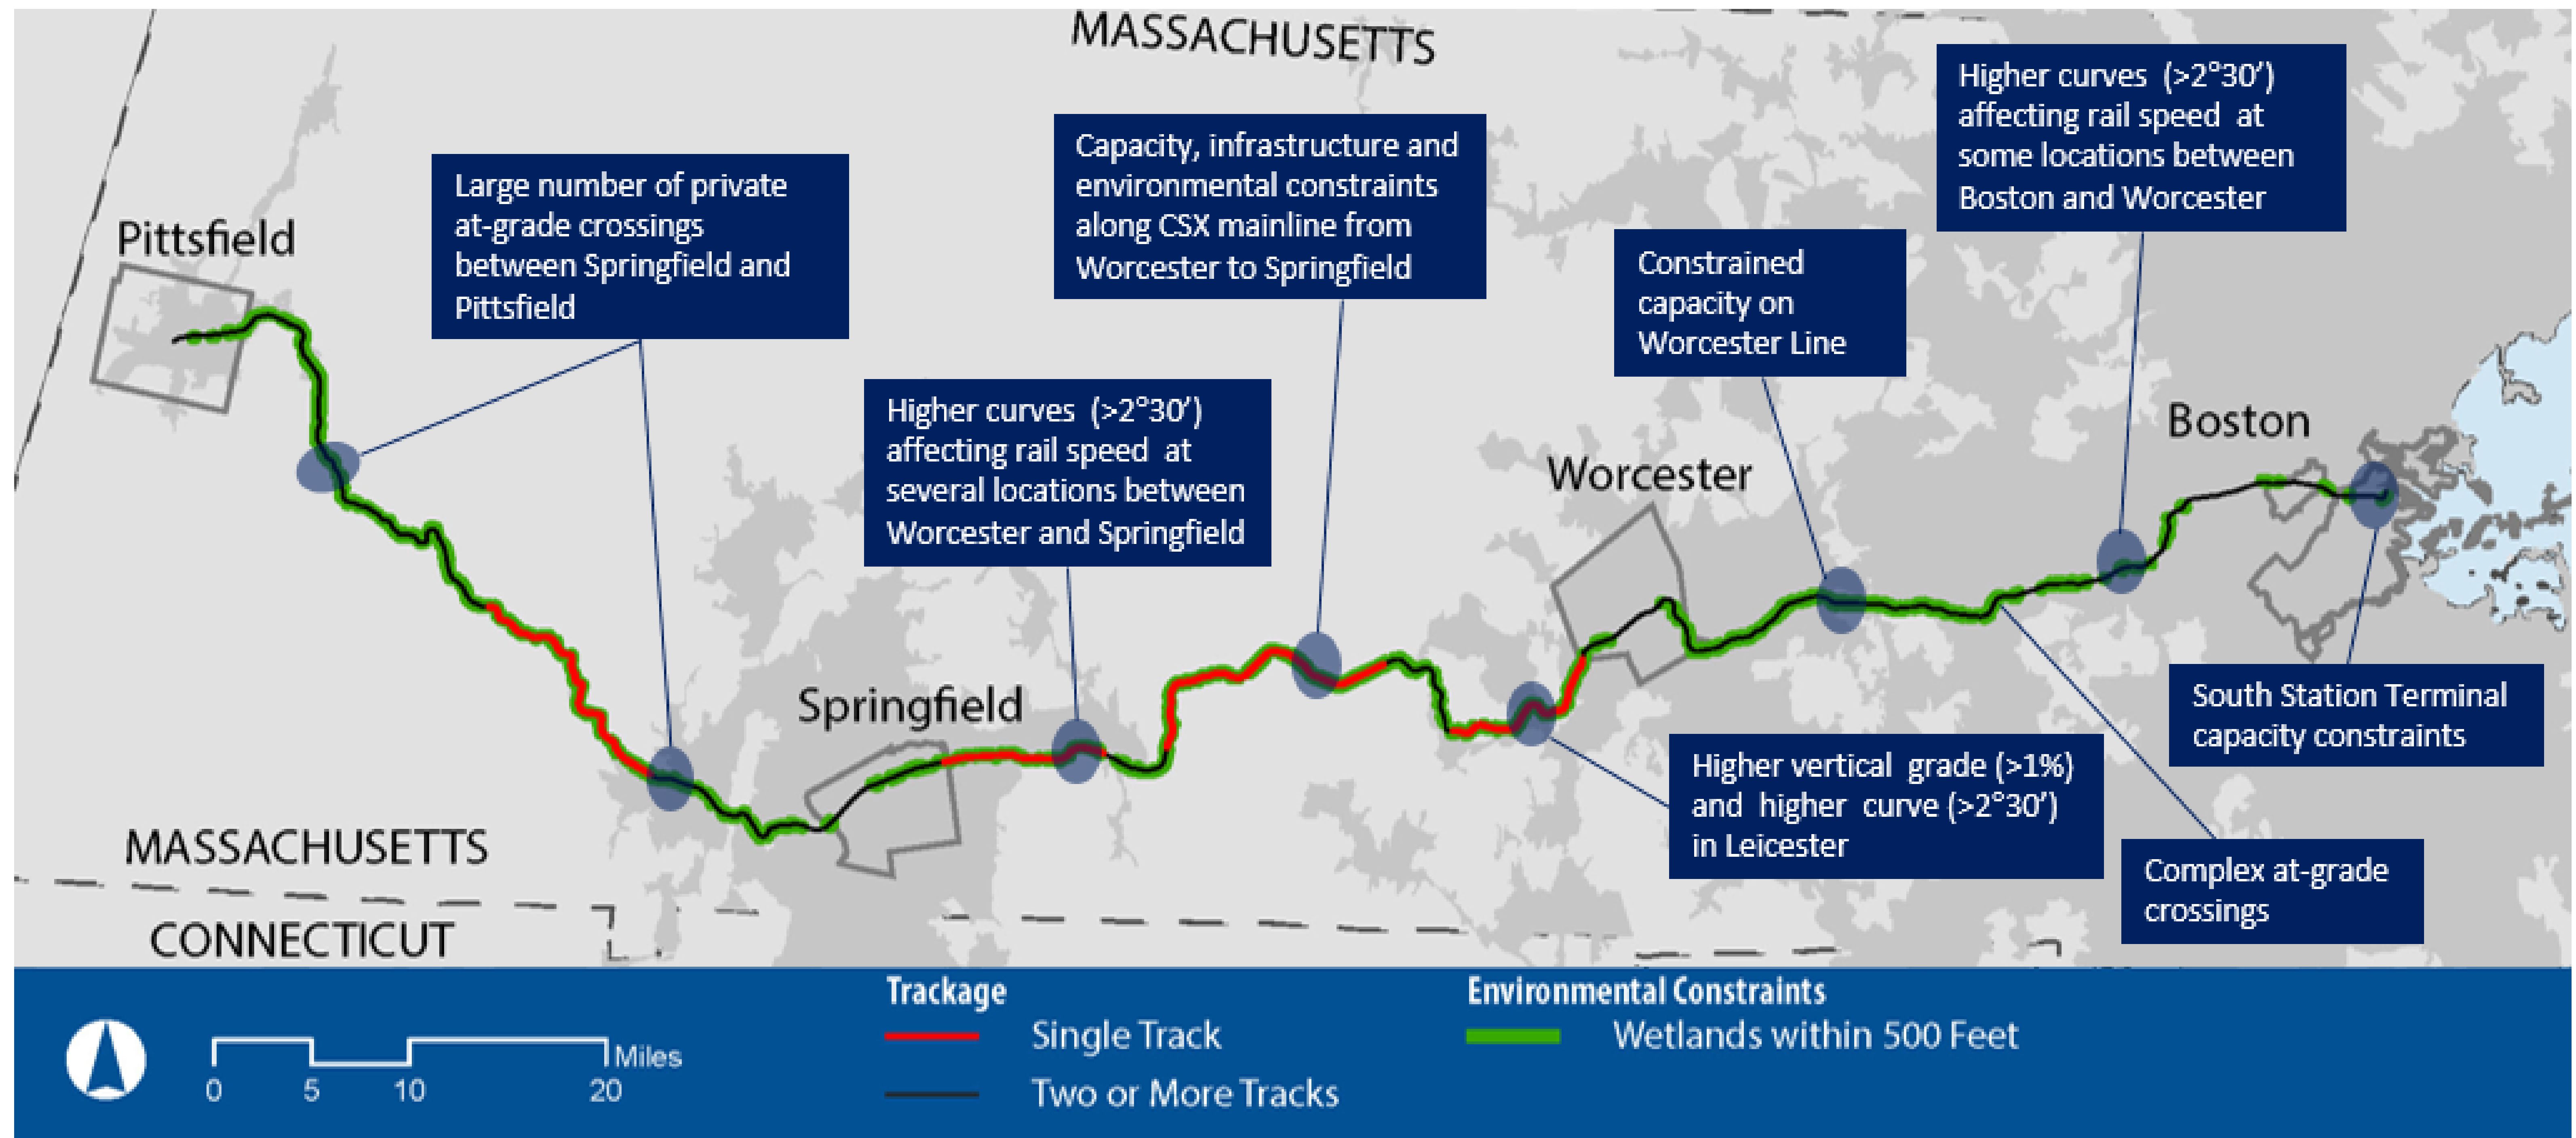 MASSACHUSETTS
Higher curves (>2°30′)
affecting rail speed at
some locations between
Boston and Worcester
Capacity, infrastructure and
environmental constraints
along CSX mainline from
Worcester to Springfield
Large number of private
at-grade crossings
between Springfield and
Pittsfield
Pittsfield
Constrained
capacity on
Worcester Line
Higher curves (>2°30′)
affecting rail speed at
several locations between
Worcester and Springfield
Boston
Worcester
Springfield
South Station Terminal
capacity constraints
Higher vertical grade (>1%)
and higher curve (>2°30′)
in Leicester
Complex at-grade
crossings
MASSACHUSETTS
CONNECTICUT
Miles
0 5 10 20
Trackage
Single Track
Two or More Tracks
Environmental Constraints
Wetlands within 500 Feet